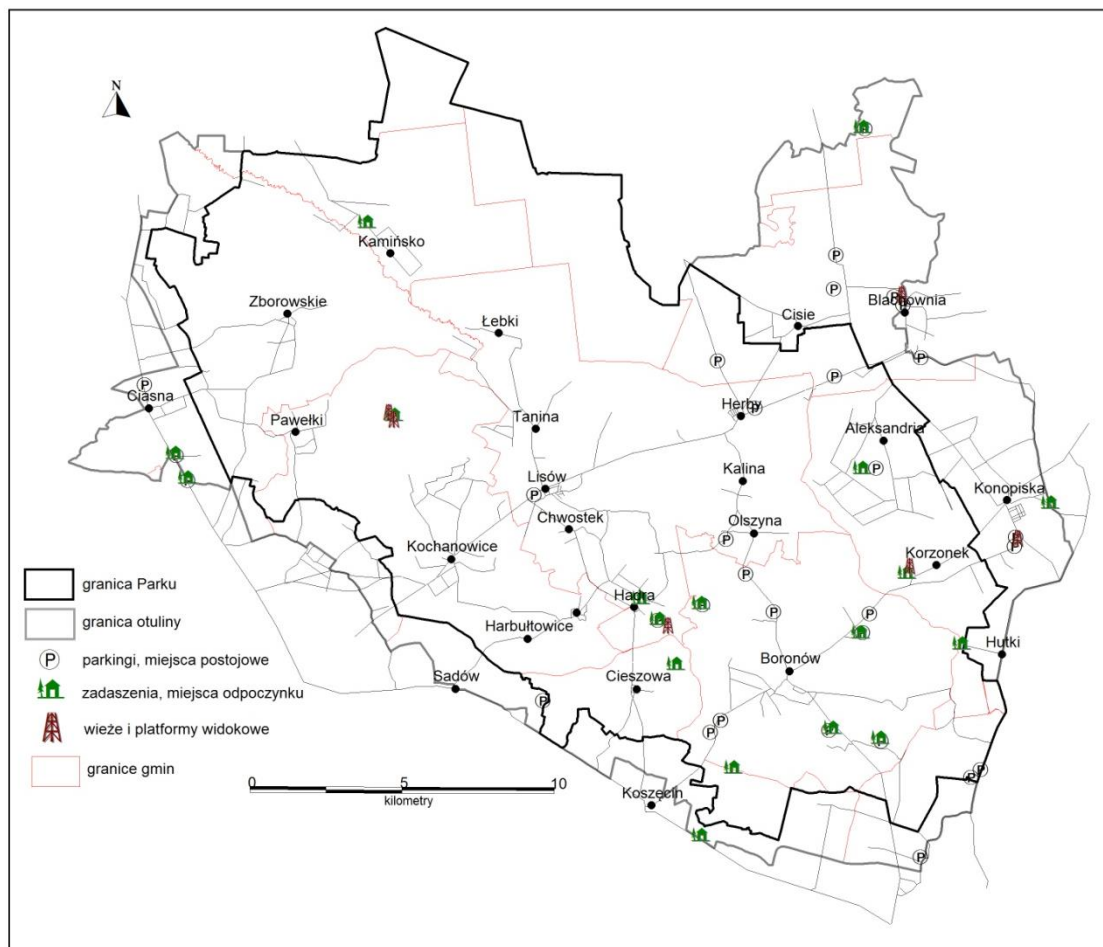 N
Kamińsko
Zborowskie
Łebki
Cisie
Blachownia
P
Ciasna
Pawełki
Tanina
Herby
Aleksandria
Lisów
Kalina
Konopiska
Chwostek
Olszyna
Kochanowice
Korzonek
Hadra
Harbułtowice
Hutki
Boronów
Sadów
Cieszowa
Koszęcin
granica Parku
granica otuliny
P parkingi, miejsca postojowe
zadaszenia, miejsca odpoczynku
wieże i platformy widokowe
granice gmin
0 5 10
kilometry